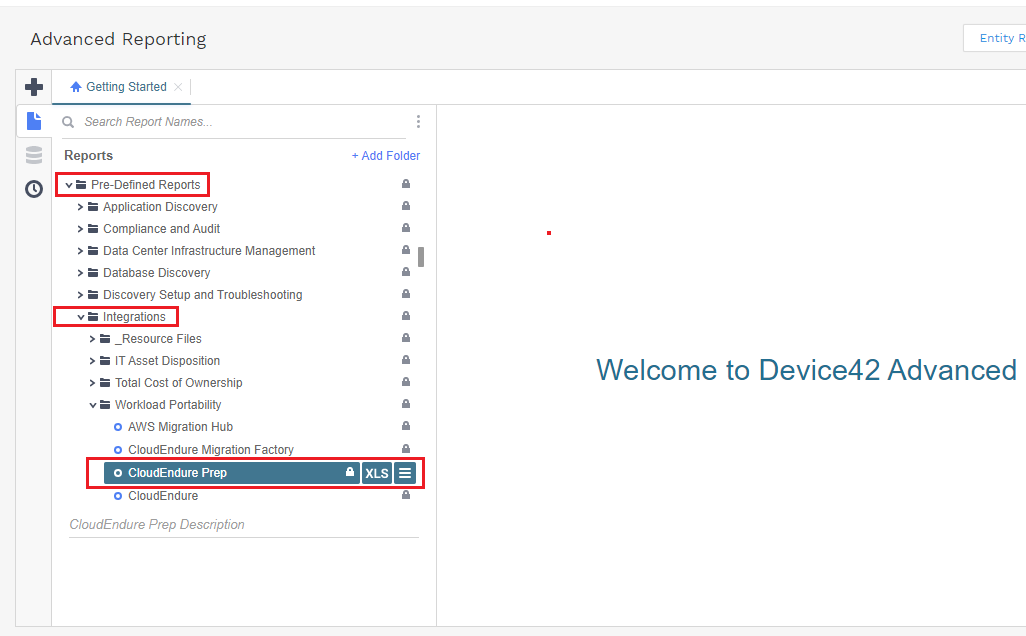 Advanced Reporting
Entity R
Getting Started
Search Report Names...
Reports
+ Add Folder
Pre-Defined Reports
Application Discovery
Compliance and Audit
Data Center Infrastructure Management
Database Discovery
Discovery Setup and Troubleshooting
Integrations
_Resource Files
IT Asset Disposition
Total Cost of Ownership
Workload Portability
AWS Migration Hub
CloudEndure Migration Factory
CloudEndure Prep XLS
CloudEndure
CloudEndure Prep Description
Welcome to Device42 Advanced